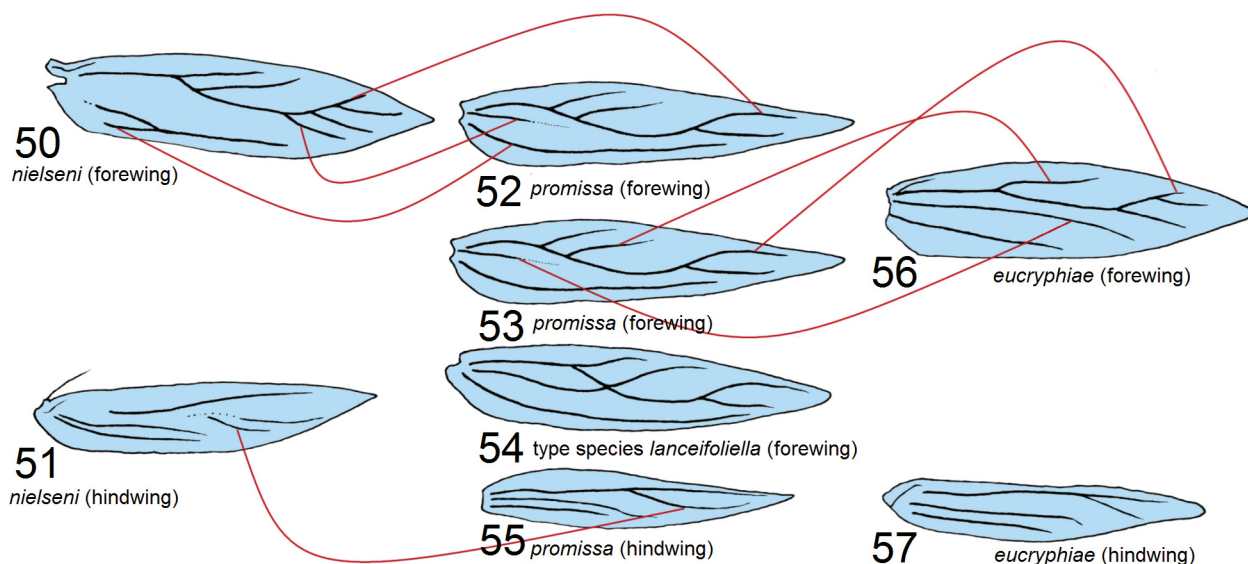 50
nielseni (forewing)
52 promissa (forewing)
56
eucryphiae (forewing)
53 promissa (forewing)
51
nielseni (hindwing)
54 type species lanceifoliella (forewing)
55 promissa (hindwing)
57 eucryphiae (hindwing)